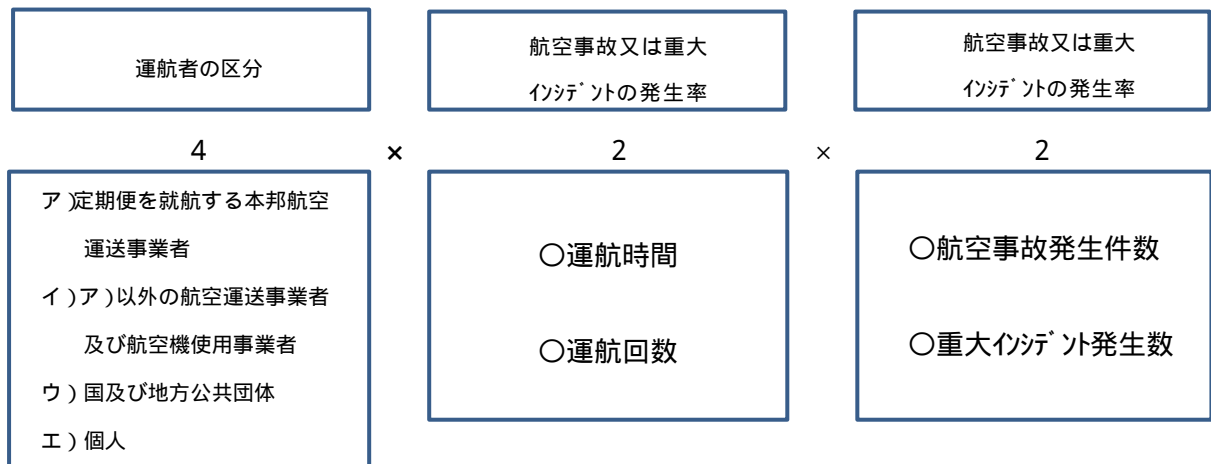 運航者の区分
航空事故又は重大
ｲﾝｼﾃﾞﾝﾄの発生率
航空事故又は重大
ｲﾝｼﾃﾞﾝﾄの発生率
4 × 2 × 2
ア）定期便を就航する本邦航空
運送事業者
イ）ア）以外の航空運送事業者
及び航空機使用事業者
ウ）国及び地方公共団体
エ）個人
○運航時間
○運航回数
○航空事故発生件数
○重大ｲﾝｼﾃﾞﾝﾄ発生数